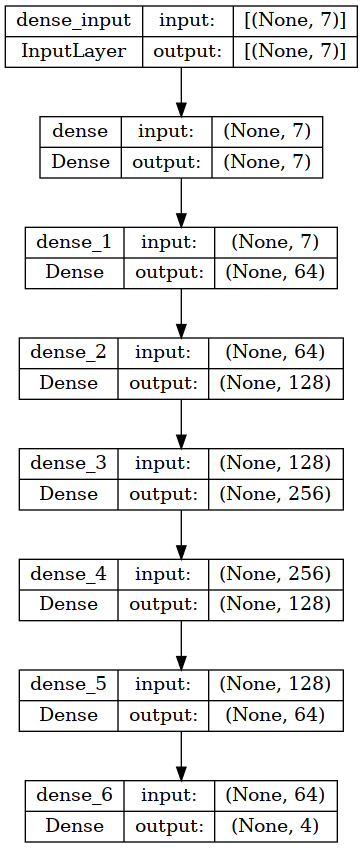 dense_input input: [(None, 7)]
InputLayer output: [(None, 7)]
dense input: (None, 7)
Dense output: (None, 7)
dense_1 input: (None, 7)
Dense output: (None, 64)
dense_2 input: (None, 64)
Dense output: (None, 128)
dense_3 input: (None, 128)
Dense output: (None, 256)
dense_4 input: (None, 256)
Dense output: (None, 128)
dense_5 input: (None, 128)
Dense output: (None, 64)
dense_6 input: (None, 64)
Dense output: (None, 4)